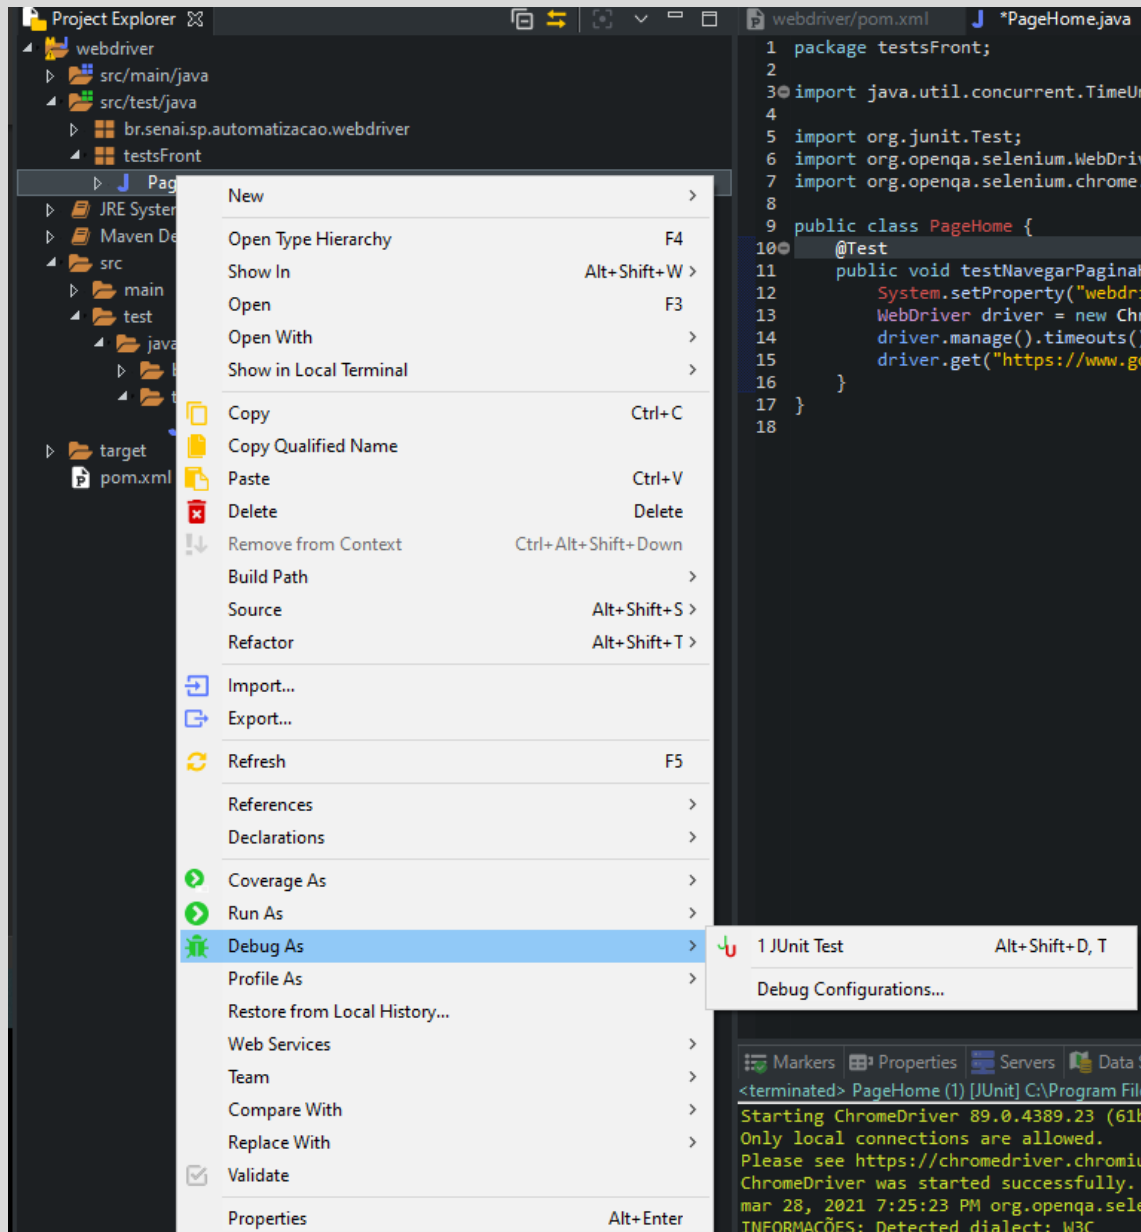 Project Explorer
webdriver
src/main/java
src/test/java
br.senai.sp.automatizacao.webdriver
testsFront
Pag
JRE System
Maven De
src
main
test
java
target
pom.xml
New
Open Type Hierarchy F4
Show In Alt+Shift+W >
Open F3
Open With >
Show in Local Terminal >
Copy Ctrl+C
Copy Qualified Name
Paste Ctrl+V
Delete Delete
Remove from Context Ctrl+Alt+Shift+Down
Build Path >
Source Alt+Shift+S >
Refactor Alt+Shift+T >
Import...
Export...
Refresh F5
References >
Declarations >
Coverage As >
Run As >
Debug As >
Profile As >
Restore from Local History...
Web Services >
Team >
Compare With >
Replace With >
Validate
Properties Alt+Enter
1 JUnit Test Alt+Shift+D, T
Debug Configurations...
webdriver/pom.xml *PageHome.java
1 package testsFront;
2
3 import java.util.concurrent.TimeUn
4
5 import org.junit.Test;
6 import org.openqa.selenium.WebDriv
7 import org.openqa.selenium.chrome.
8
9 public class PageHome {
10 @Test
11 public void testNavegarPaginaH
12 System.setProperty("webdri
13 WebDriver driver = new Chr
14 driver.manage().timeouts()
15 driver.get("https://www.go
16 }
17 }
18
Markers Properties Servers Data S
<terminated> PageHome (1) [JUnit] C:\Program File
Starting ChromeDriver 89.0.4389.23 (61b
Only local connections are allowed.
Please see https://chromedriver.chromiu
ChromeDriver was started successfully.
mar 28, 2021 7:25:23 PM org.openqa.sele
INFORMAÇÕES: Detected dialect: W3C